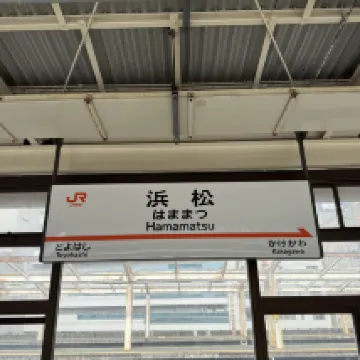 JR
浜松
はままつ
Hamamatsu
とよはし
Toyohashi
かけがわ
Kakegawa